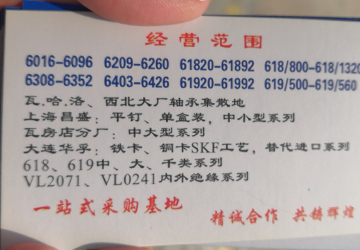 经营范围
6016-6096 6209-6260 61820-61892 618/800-618/1320
6308-6352 6403-6426 61920-61992 619/500-619/560
瓦、哈、洛、西北大厂轴承集散地
上海昌盛：平钉、单盒装，中小型系列
瓦房店分厂：中大型系列
大连华孚：铁卡、铜卡SKF工艺，替代进口系列
618、619中、大、千类系列
VL2071、VL0241内外绝缘系列
一站式采购基地
精诚合作 共铸辉煌